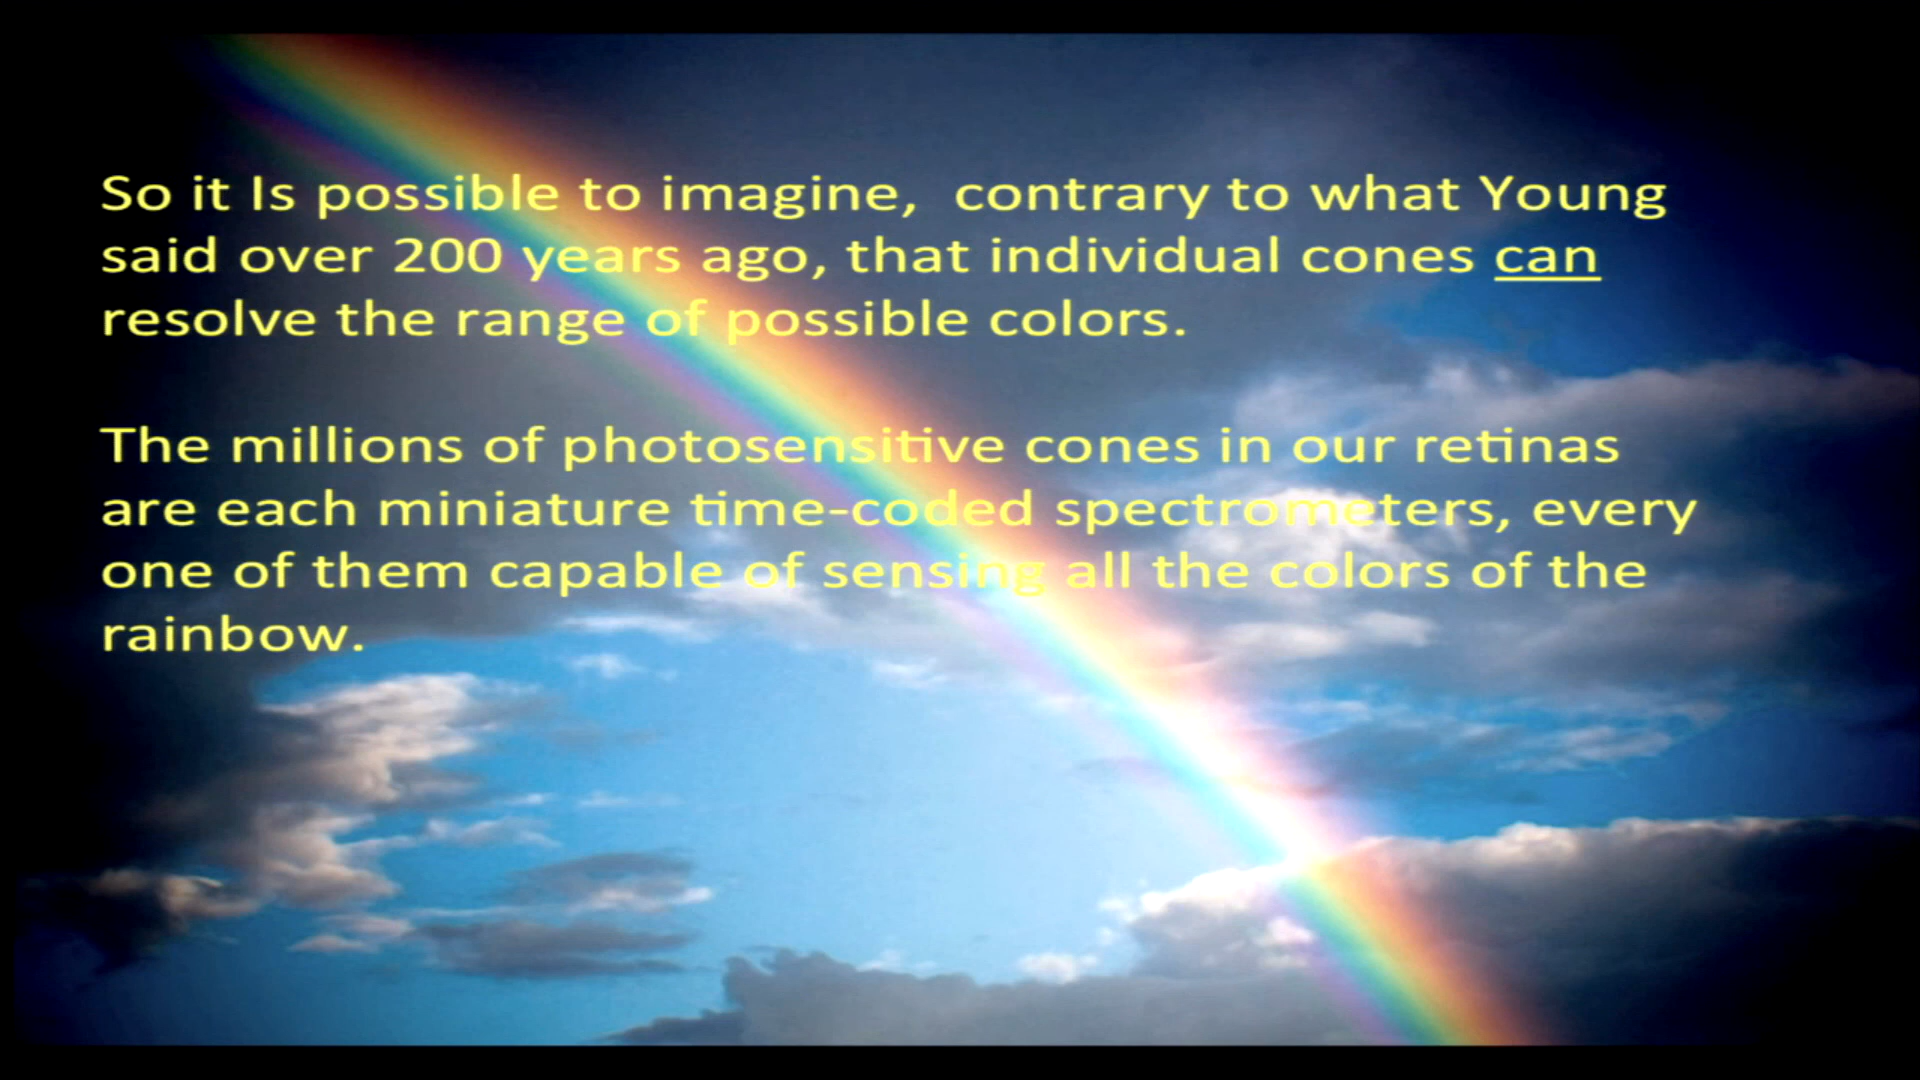 So it Is possible to imagine,  contrary to what Young
said over 200 years ago, that individual cones can
resolve the range of possible colors.
The millions of photosensitive cones in our retinas
are each miniature time-coded spectrometers, every
one of them capable of sensing all the colors of the
rainbow.